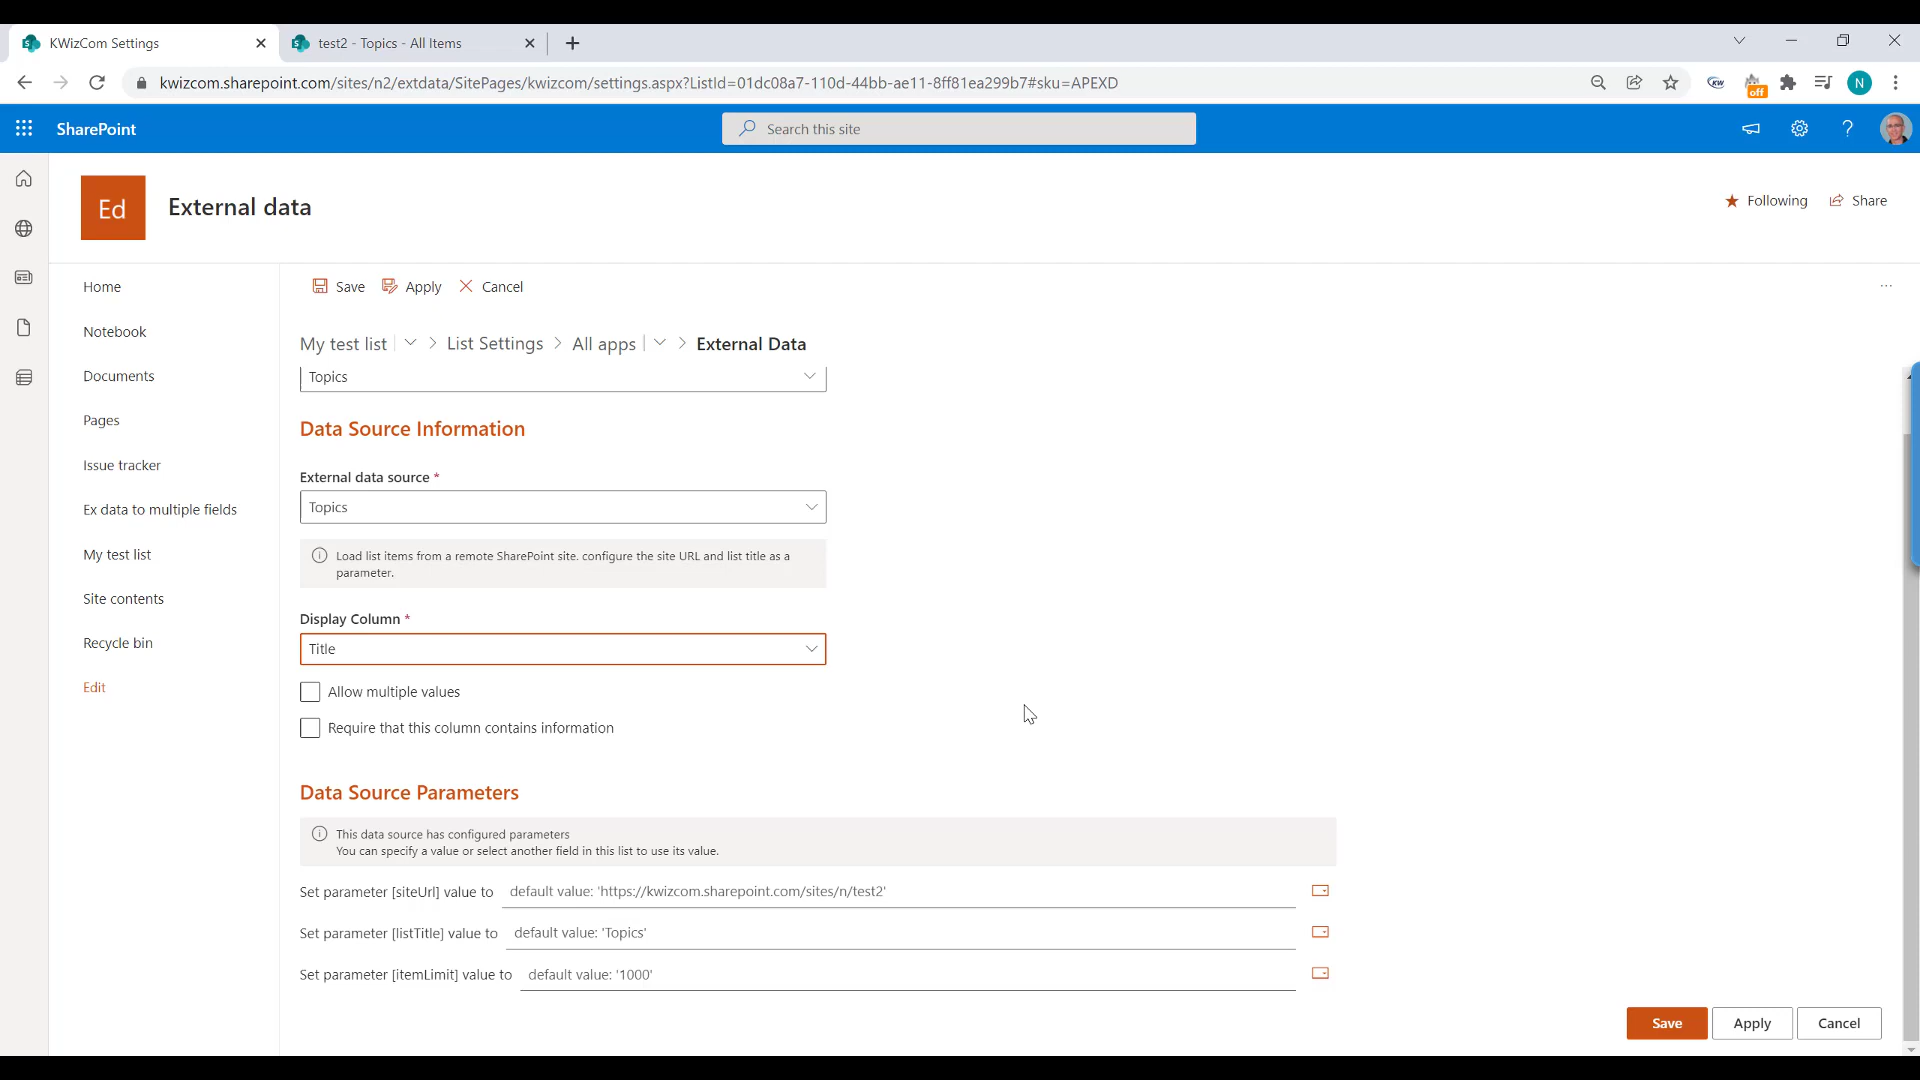 KWizCom Settings
test2 - Topics - All Items
kwizcom.sharepoint.com/sites/n2/extdata/SitePages/kwizcom/settings.aspx?ListId=01dc08a7-110d-44bb-ae11-8ff81ea299b7#sku=APEXD
KW
off
N
SharePoint
Search this site
?
Ed
External data
Following
Share
Home
Notebook
Documents
Pages
Issue tracker
Ex data to multiple fields
My test list
Site contents
Recycle bin
Edit
Save
Apply
Cancel
...
My test list
List Settings
All apps
External Data
Topics
Data Source Information
External data source *
Topics
Load list items from a remote SharePoint site. configure the site URL and list title as a
parameter.
Display Column *
Title
Allow multiple values
Require that this column contains information
Data Source Parameters
This data source has configured parameters
You can specify a value or select another field in this list to use its value.
Set parameter [siteUrl] value to default value: 'https://kwizcom.sharepoint.com/sites/n/test2'
Set parameter [listTitle] value to default value: 'Topics'
Set parameter [itemLimit] value to default value: '1000'
Save
Apply
Cancel